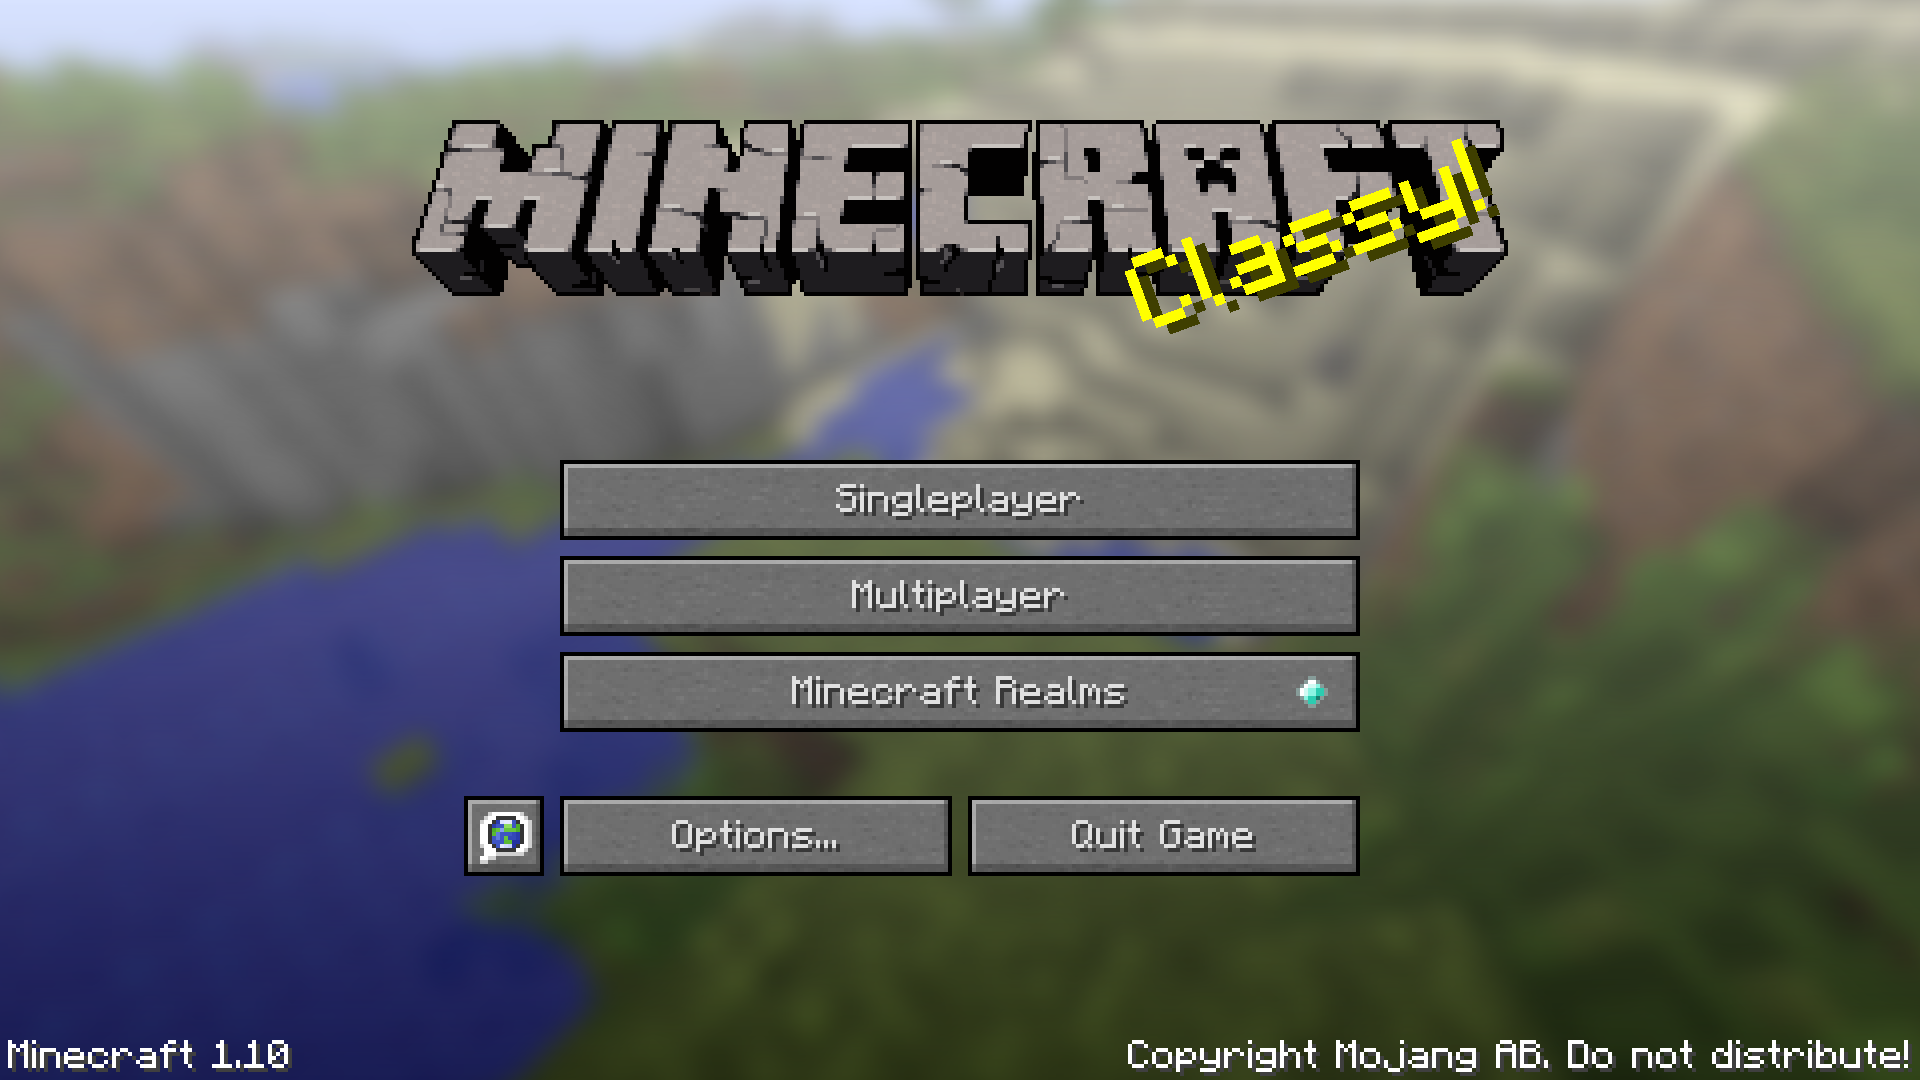 MINECRAFT
Classy!
Singleplayer
Multiplayer
Minecraft Realms
Options...
Quit Game
Minecraft 1.10
Copyright Mojang AB. Do not distribute!